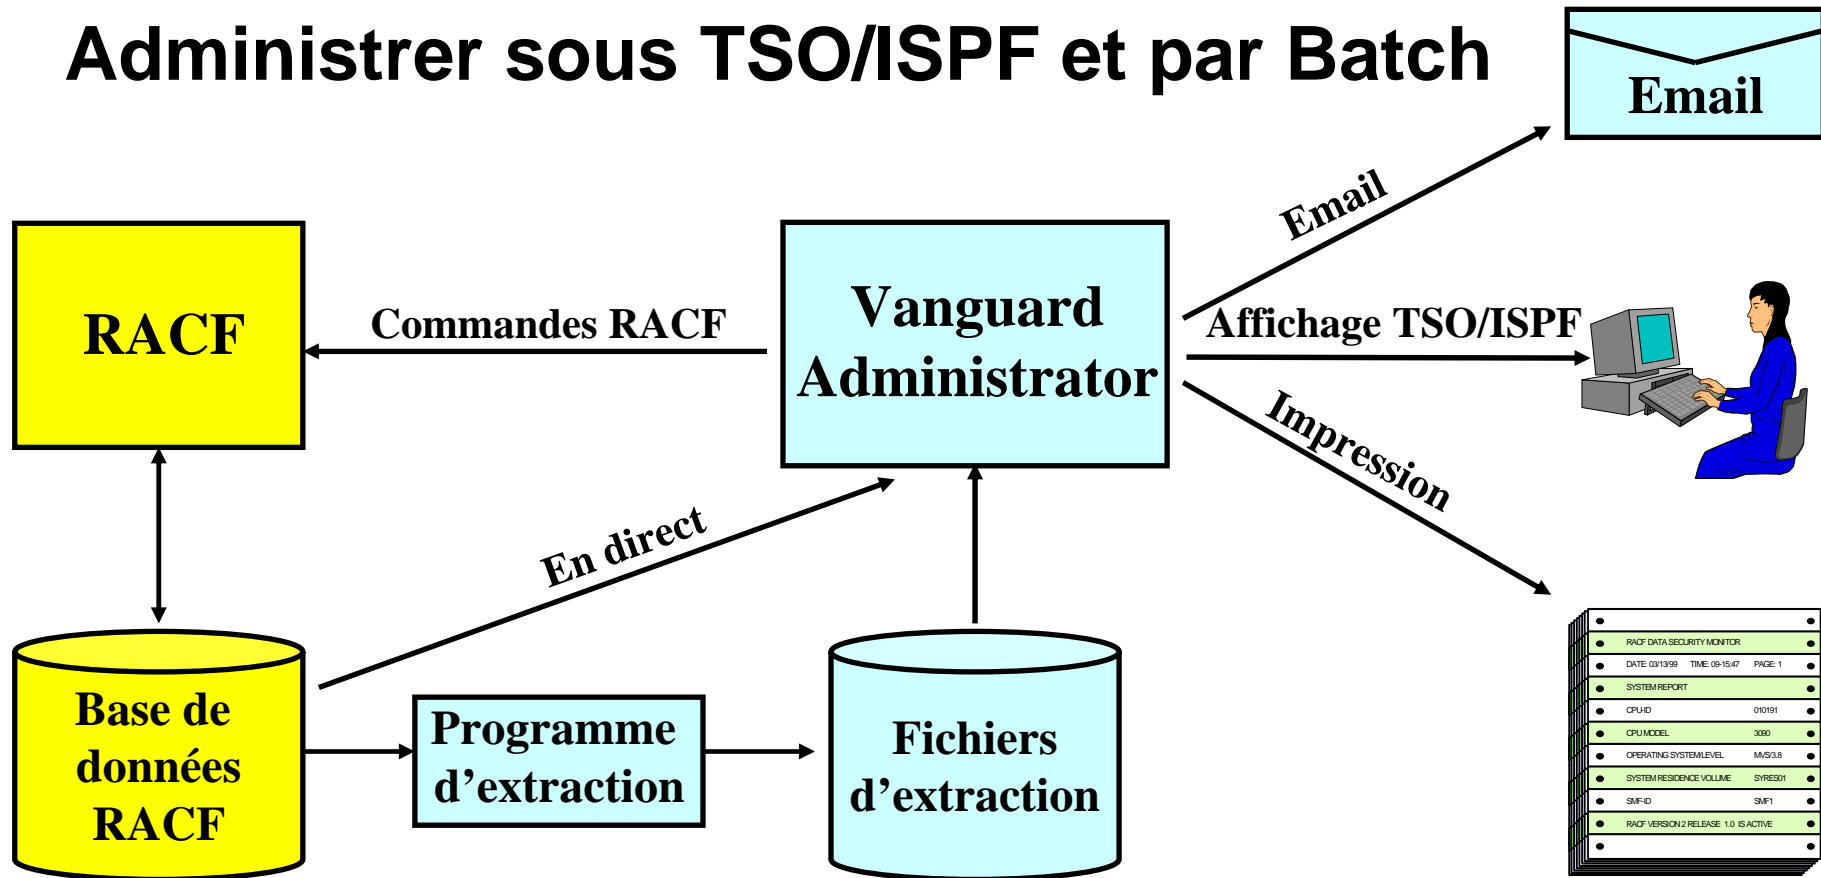 Administrer sous TSO/ISPF et par Batch
Email
Email
RACF
Commandes RACF
Vanguard
Administrator
Affichage TSO/ISPF
Impression
En direct
Base de
données
RACF
Programme
d’extraction
Fichiers
d’extraction
RACF DATA SECURITY MONITOR
DATE: 03/13/99 TIME: 09-15:47 PAGE: 1
SYSTEM REPORT
CPU-ID 010191
CPU MODEL 3090
OPERATING SYSTEM/LEVEL MVS/3.8
SYSTEM RESIDENCE VOLUME SYRES01
SMF-ID SMF1
RACF VERSION 2 RELEASE 1.0 IS ACTIVE